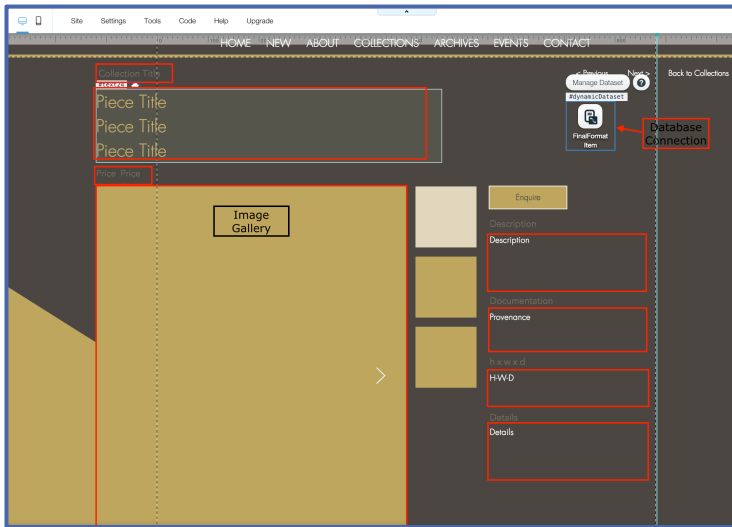 Site Settings Tools Code Help Upgrade
HOME NEW ABOUT COLLECTIONS ARCHIVES EVENTS CONTACT
Collection Title
< Previous Next > Back to Collections
#text24
Manage Dataset ?
#dynamicDataset
Piece Title
Piece Title
Piece Title
FinalFormat
Item
Database
Connection
Price Price
Image
Gallery
Enquire
Description
Description
Documentation
Provenance
h x w x d
H-W-D
Details
Details